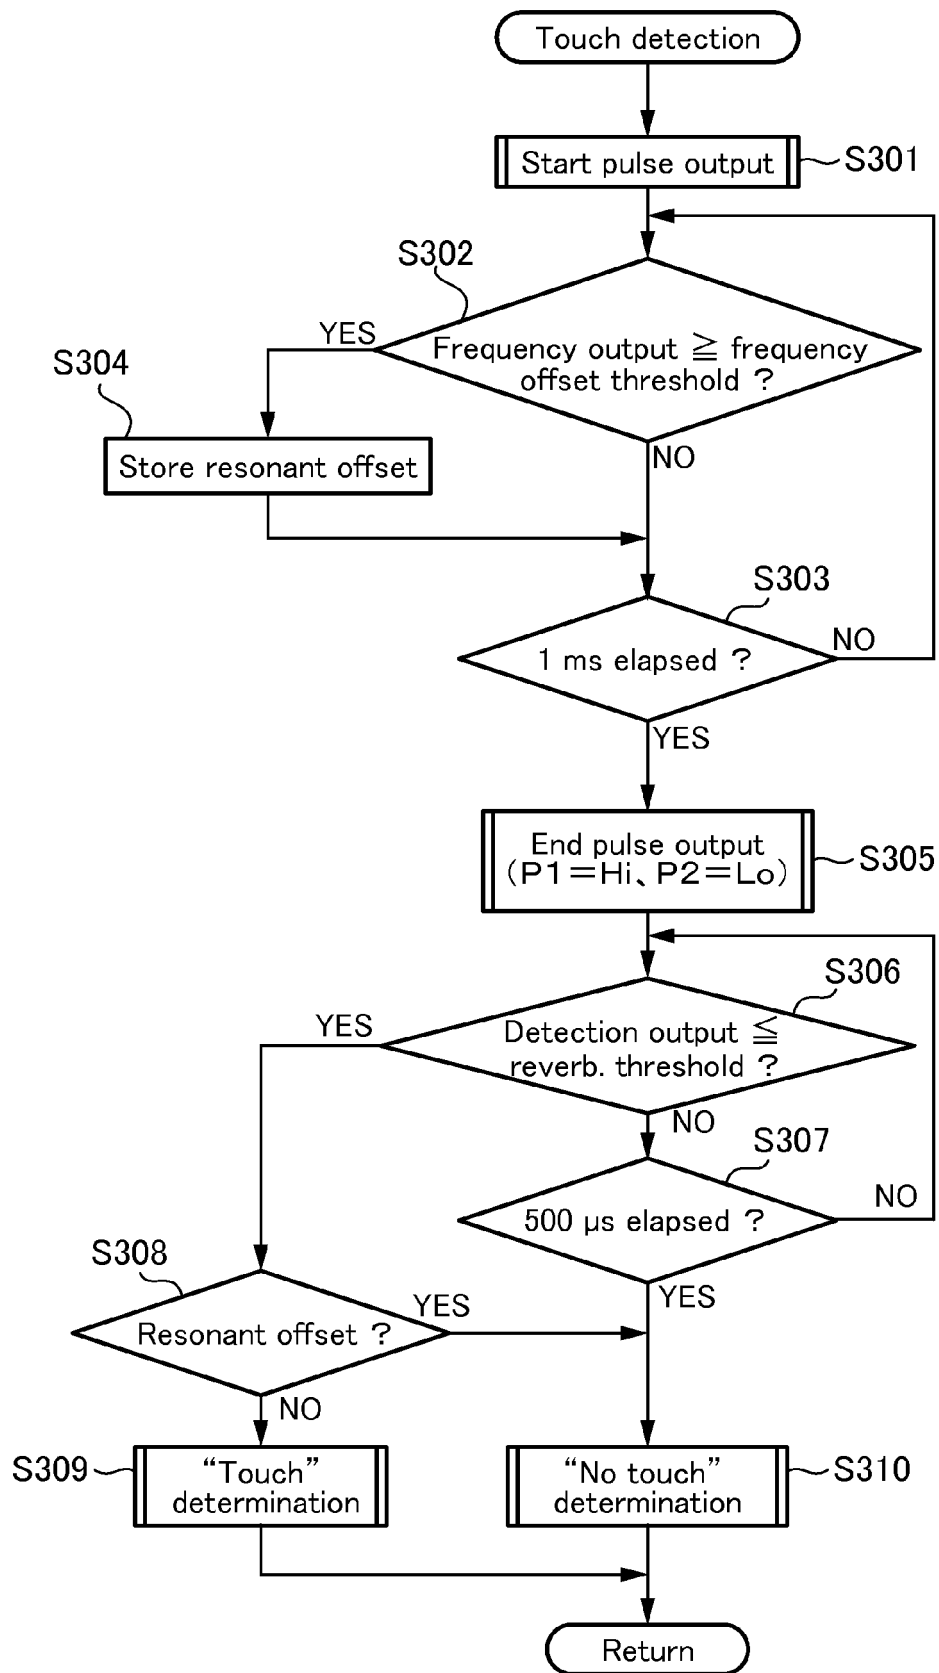 Touch detection
Start pulse output
S301
S302
YES
Frequency output ≧ frequency
offset threshold ?
S304
Store resonant offset
NO
S303
1 ms elapsed ?
NO
YES
End pulse output
(P1=Hi、P2=Lo)
S305
S306
YES
Detection output ≦
reverb. threshold ?
NO
S307
500 μs elapsed ?
NO
S308
YES
YES
Resonant offset ?
NO
S309
“Touch”
determination
“No touch”
determination
S310
Return